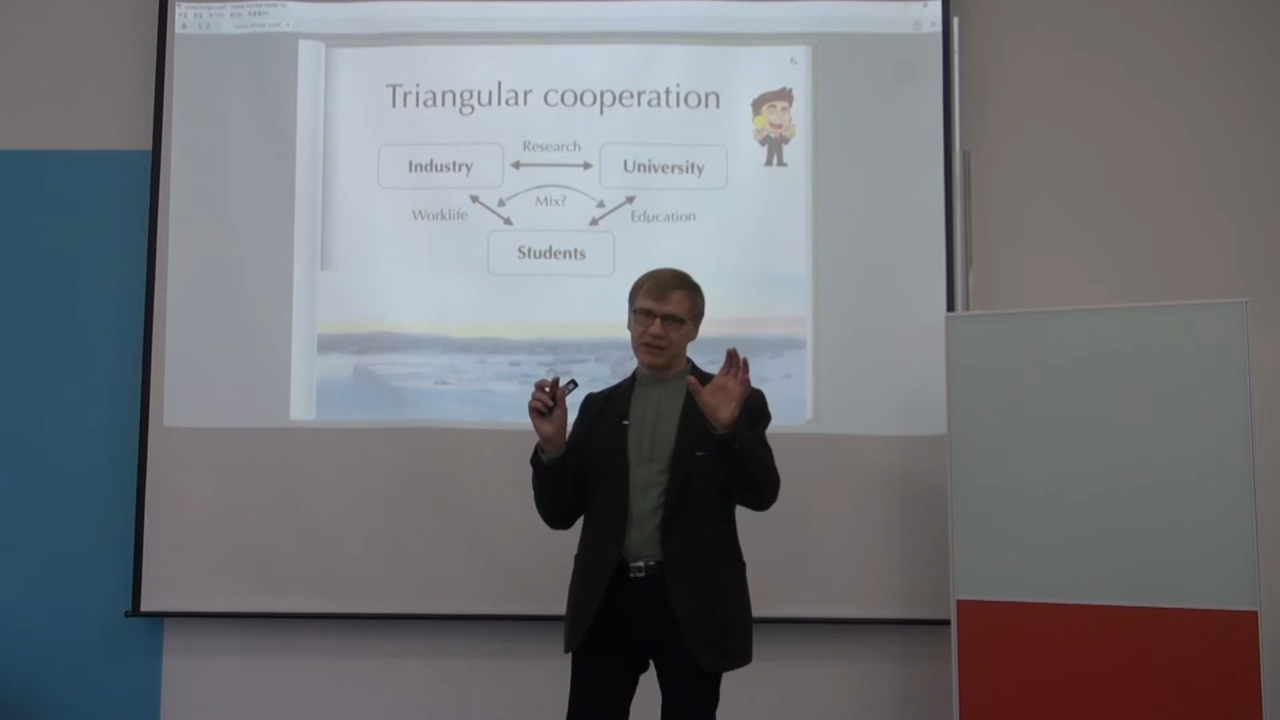 6
Triangular cooperation
Research
Industry
University
Mix?
Worklife
Education
Students